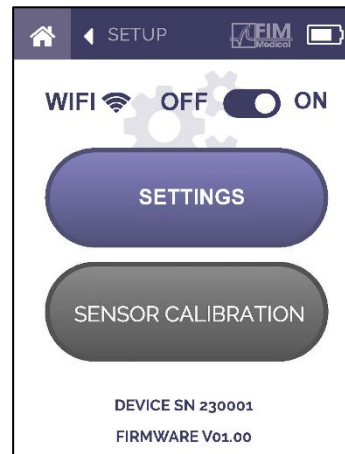 SETUP
FIM
Medical
WIFI OFF ON
SETTINGS
SENSOR CALIBRATION
DEVICE SN 230001
FIRMWARE V01.00